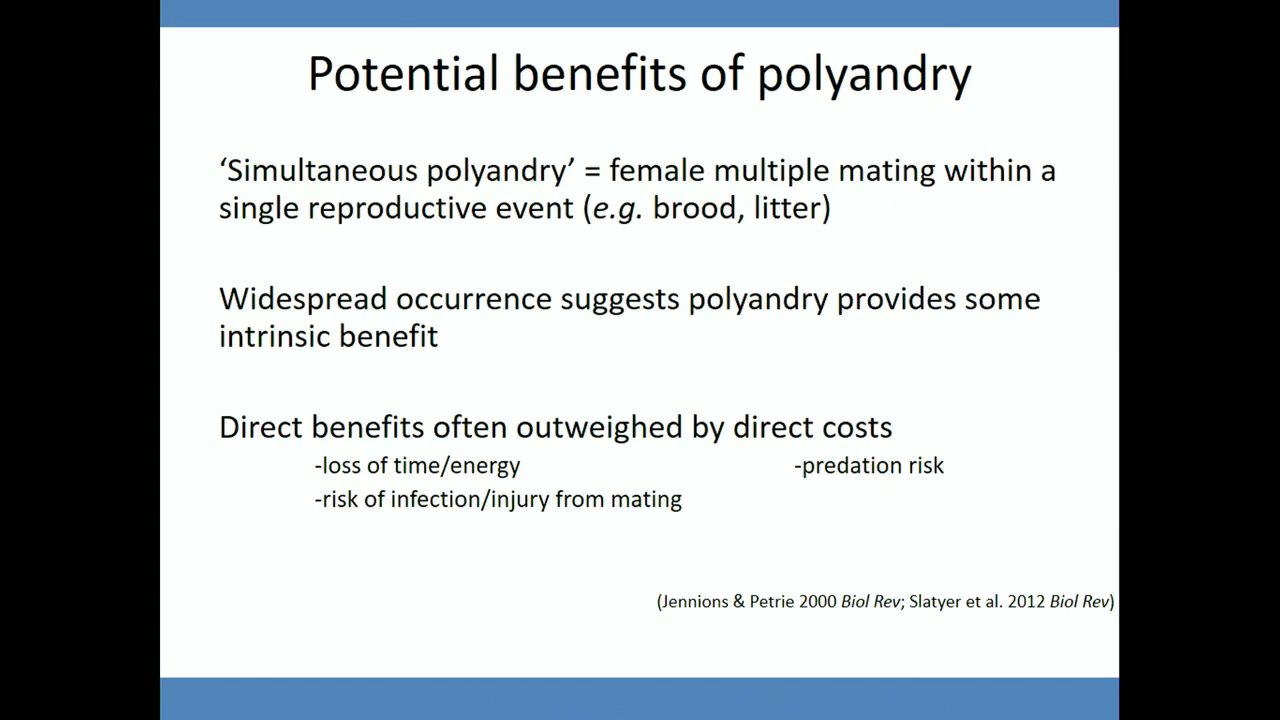 Potential benefits of polyandry
‘Simultaneous polyandry’ = female multiple mating within a
single reproductive event (e.g. brood, litter)
Widespread occurrence suggests polyandry provides some
intrinsic benefit
Direct benefits often outweighed by direct costs
-loss of time/energy -predation risk
-risk of infection/injury from mating
(Jennions & Petrie 2000 Biol Rev; Slatyer et al. 2012 Biol Rev)